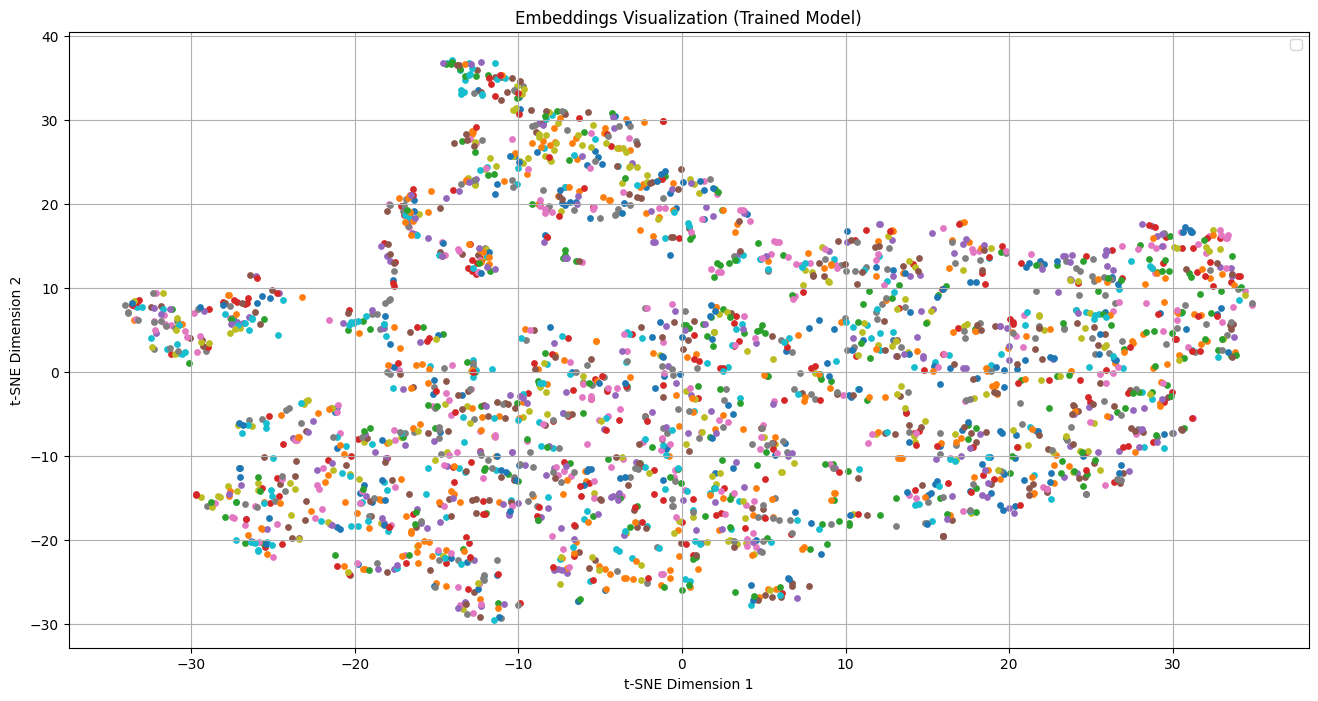 Embeddings Visualization (Trained Model)
40
30
20
10
0
−10
−20
−30
t-SNE Dimension 2
−30 −20 −10 0 10 20 30
t-SNE Dimension 1